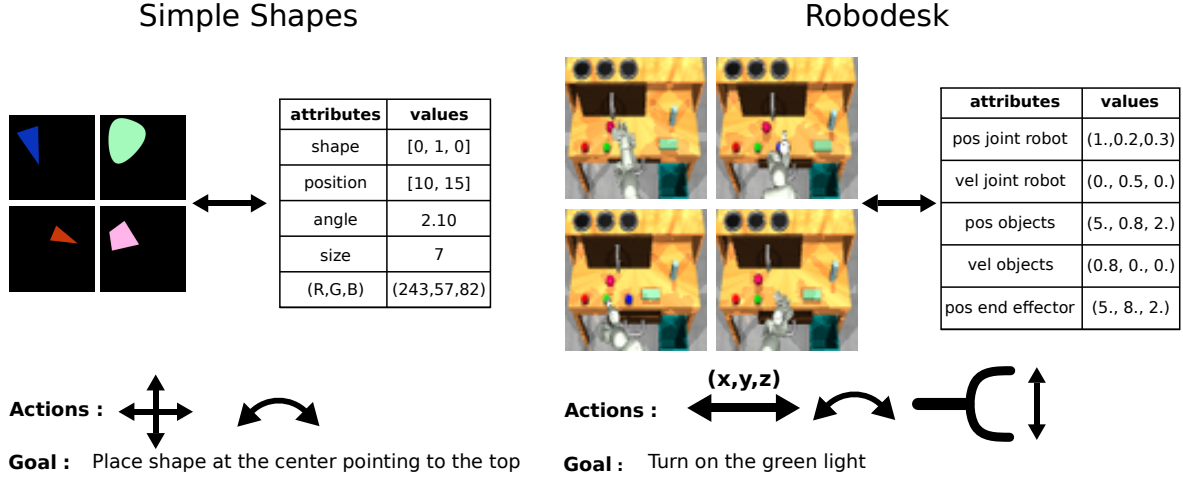 Simple Shapes
attributes values
shape [0, 1, 0]
position [10, 15]
angle 2.10
size 7
(R,G,B) (243,57,82)
Actions :
Goal : Place shape at the center pointing to the top
Robodesk
attributes values
pos joint robot (1.,0.2,0.3)
vel joint robot (0., 0.5, 0.)
pos objects (5., 0.8, 2.)
vel objects (0.8, 0., 0.)
pos end effector (5., 8., 2.)
(x,y,z)
Actions :
Goal : Turn on the green light